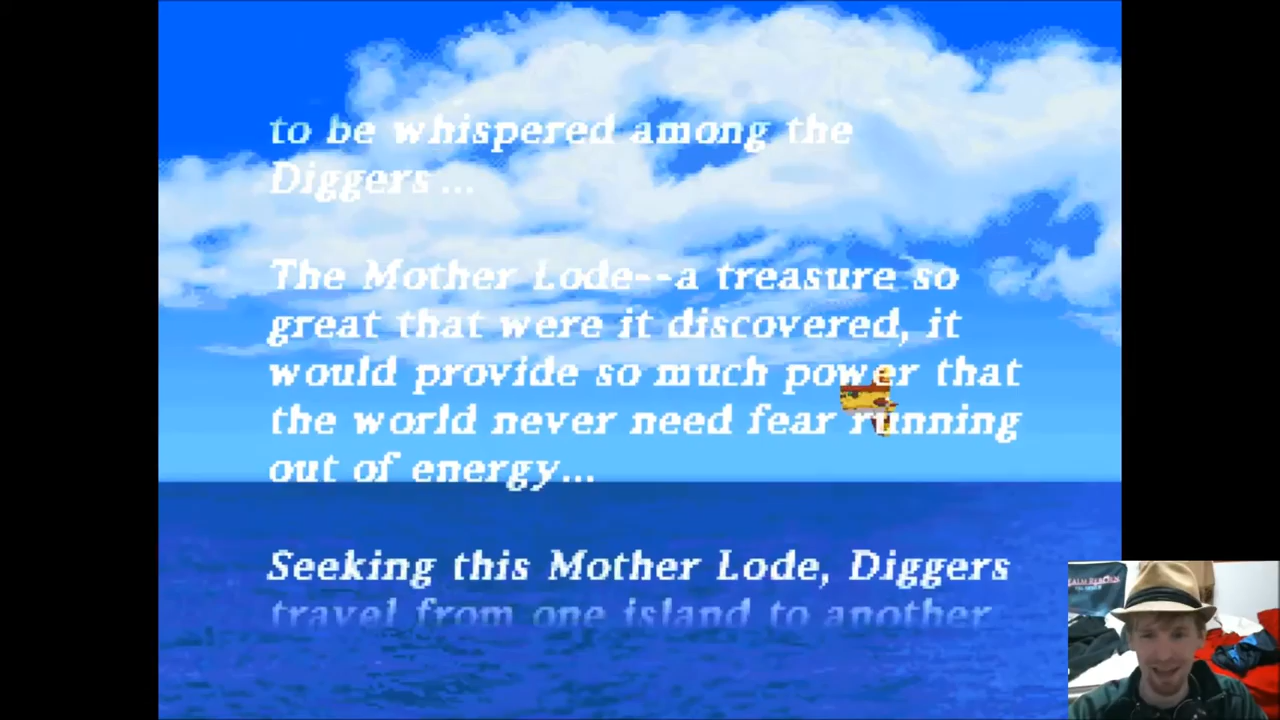 to be whispered among the
Diggers...
The Mother Lode--a treasure so
great that were it discovered, it
would provide so much power that
the world never need fear running
out of energy...
Seeking this Mother Lode, Diggers
travel from one island to another
REALM REBORN